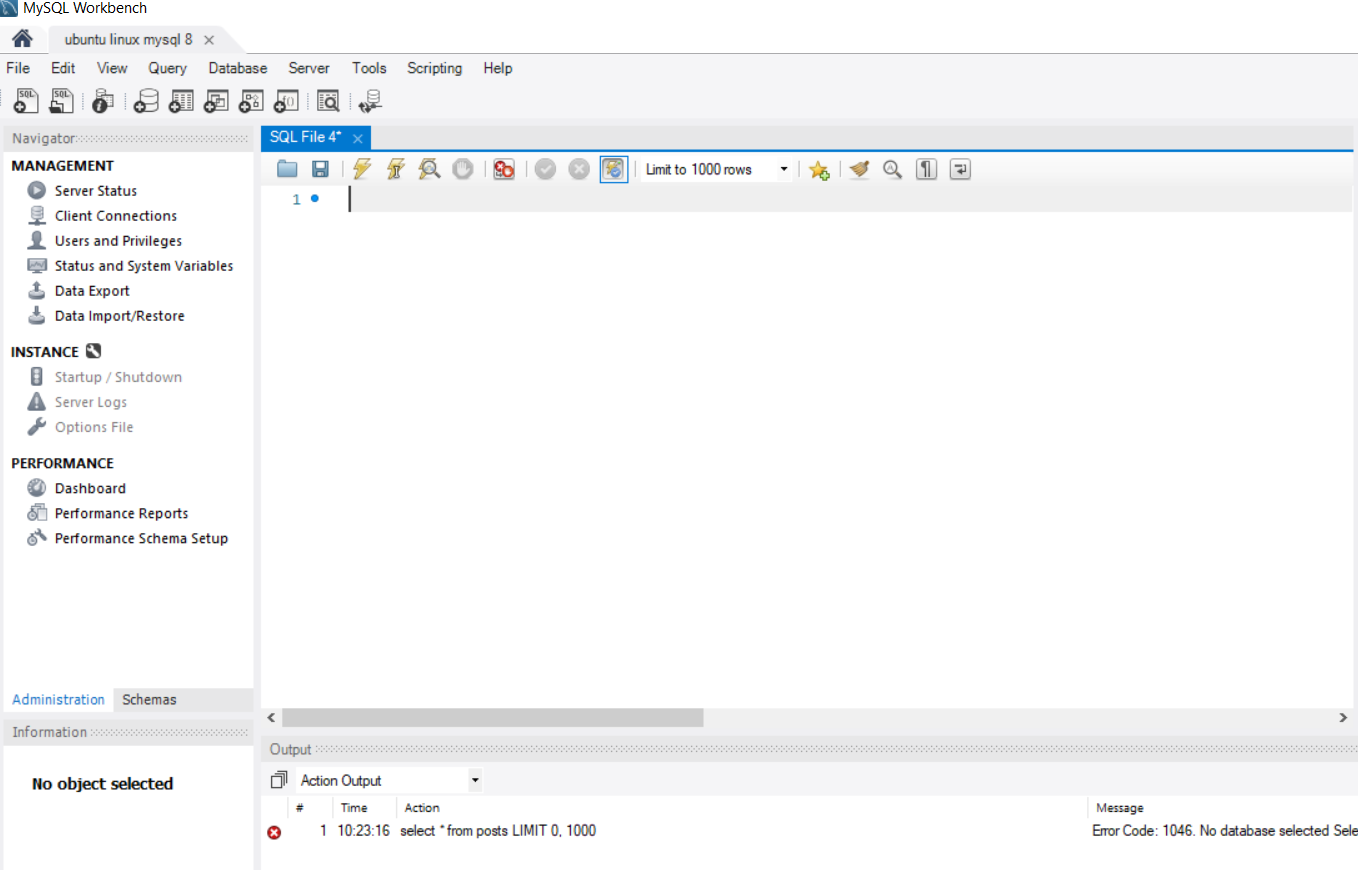 MySQL Workbench
ubuntu linux mysql 8
File Edit View Query Database Server Tools Scripting Help
Navigator
SQL File 4*
MANAGEMENT
Server Status
Client Connections
Users and Privileges
Status and System Variables
Data Export
Data Import/Restore
INSTANCE
Startup / Shutdown
Server Logs
Options File
PERFORMANCE
Dashboard
Performance Reports
Performance Schema Setup
Administration Schemas
Information
No object selected
Limit to 1000 rows
1
Output
Action Output
# Time Action Message
1 10:23:16 select * from posts LIMIT 0, 1000 Error Code: 1046. No database selected Sele